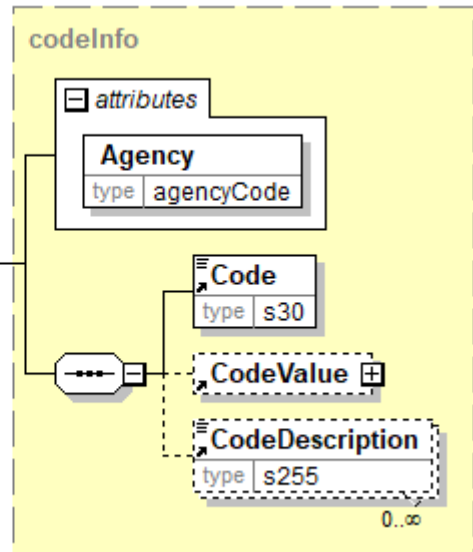 codeInfo
attributes
Agency
type agencyCode
Code
type s30
CodeValue
CodeDescription
type s255
0..∞